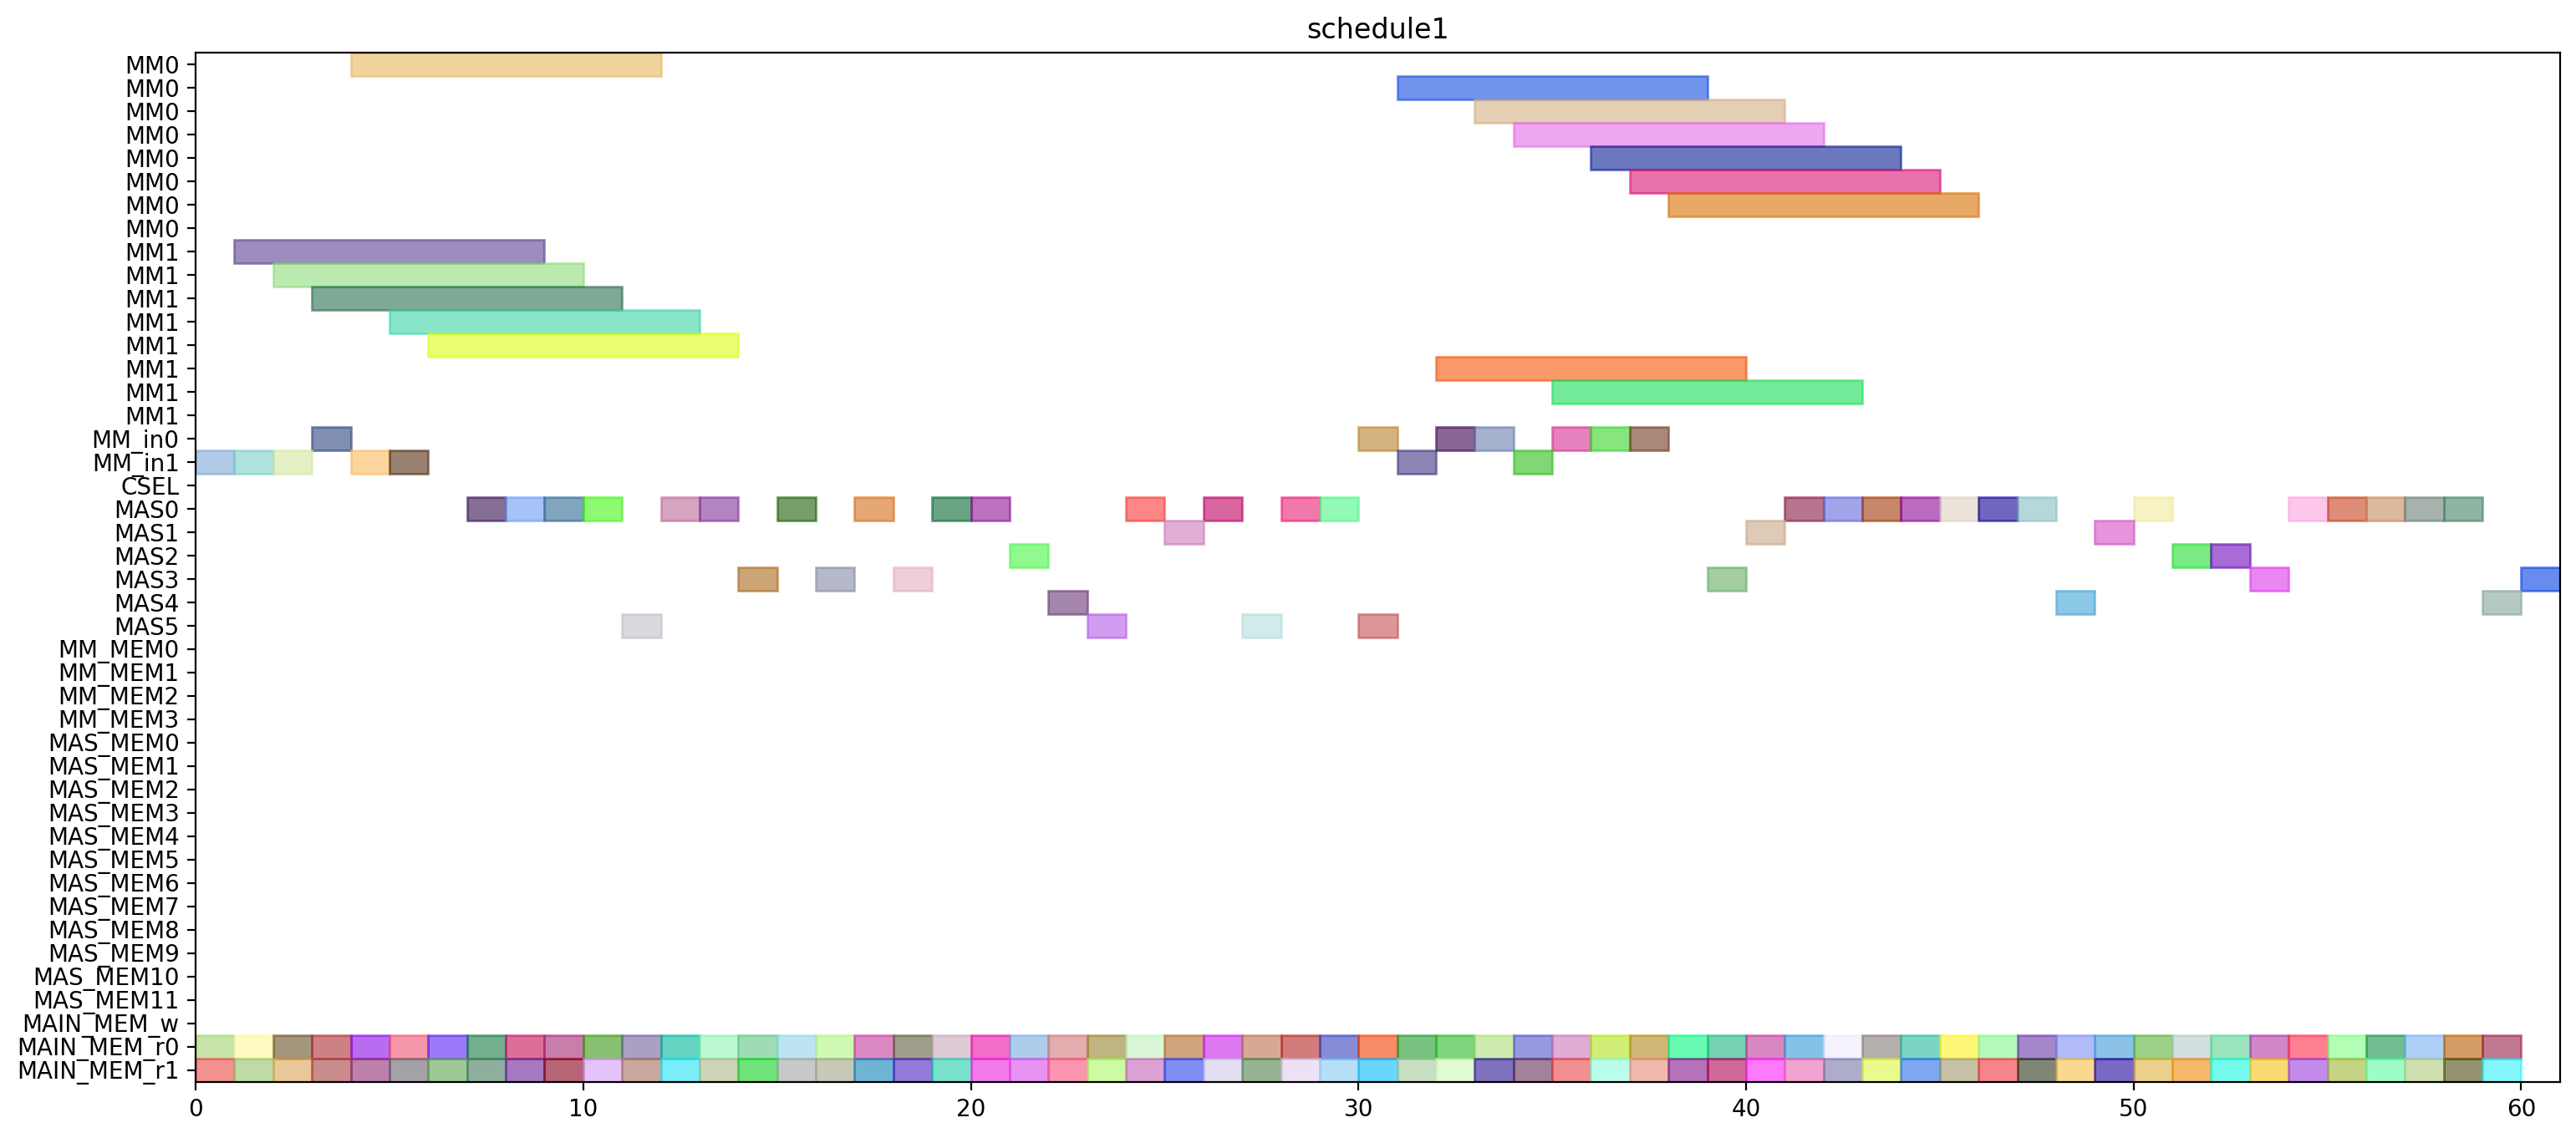 schedule1
MM0
MM0
MM0
MM0
MM0
MM0
MM0
MM0
MM1
MM1
MM1
MM1
MM1
MM1
MM1
MM1
MM_in0
MM_in1
CSEL
MAS0
MAS1
MAS2
MAS3
MAS4
MAS5
MM_MEM0
MM_MEM1
MM_MEM2
MM_MEM3
MAS_MEM0
MAS_MEM1
MAS_MEM2
MAS_MEM3
MAS_MEM4
MAS_MEM5
MAS_MEM6
MAS_MEM7
MAS_MEM8
MAS_MEM9
MAS_MEM10
MAS_MEM11
MAIN_MEM_w
MAIN_MEM_r0
MAIN_MEM_r1
0 10 20 30 40 50 60